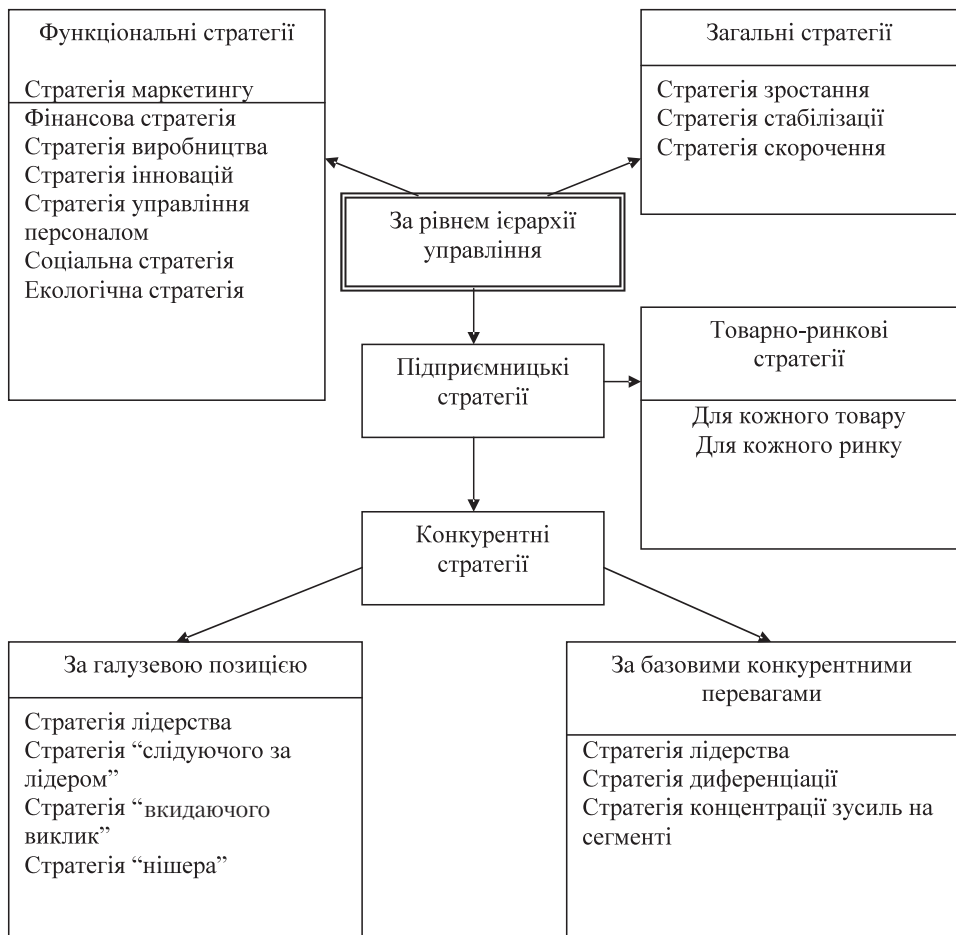 Функціональні стратегії
Стратегія маркетингу
Фінансова стратегія
Стратегія виробництва
Стратегія інновацій
Стратегія управління
персоналом
Соціальна стратегія
Екологічна стратегія
Загальні стратегії
Стратегія зростання
Стратегія стабілізації
Стратегія скорочення
За рівнем ієрархії
управління
Підприємницькі
стратегії
Товарно-ринкові
стратегії
Для кожного товару
Для кожного ринку
Конкурентні
стратегії
За галузевою позицією
Стратегія лідерства
Стратегія “слідуючого за
лідером”
Стратегія “вкидаючого
виклик”
Стратегія “нішера”
За базовими конкурентними
перевагами
Стратегія лідерства
Стратегія диференціації
Стратегія концентрації зусиль на
сегменті